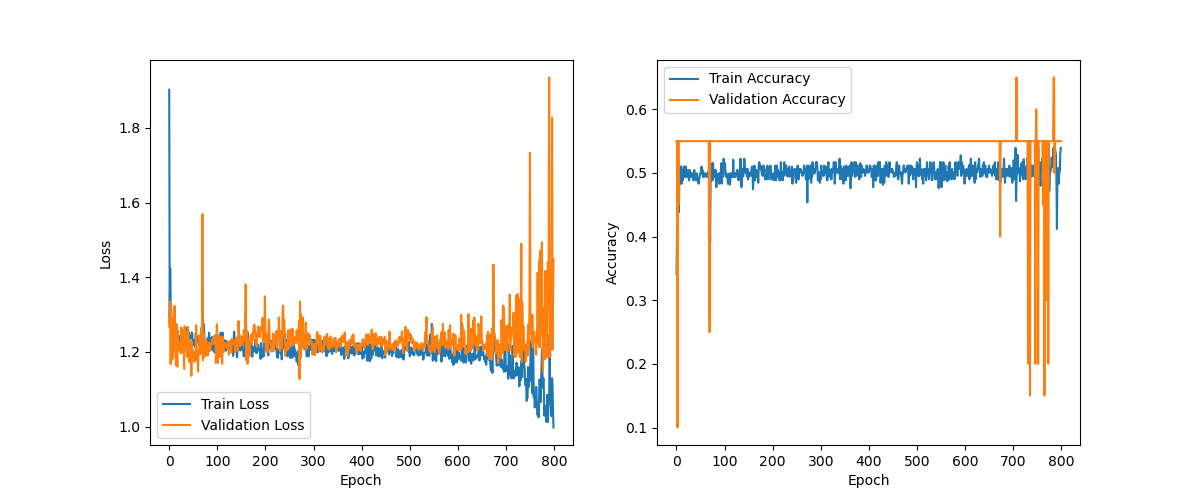 1.8
1.6
1.4
1.2
1.0
Loss
Train Loss
Validation Loss
0 100 200 300 400 500 600 700 800
Epoch
Train Accuracy
Validation Accuracy
0.6
0.5
0.4
0.3
0.2
0.1
Accuracy
0 100 200 300 400 500 600 700 800
Epoch